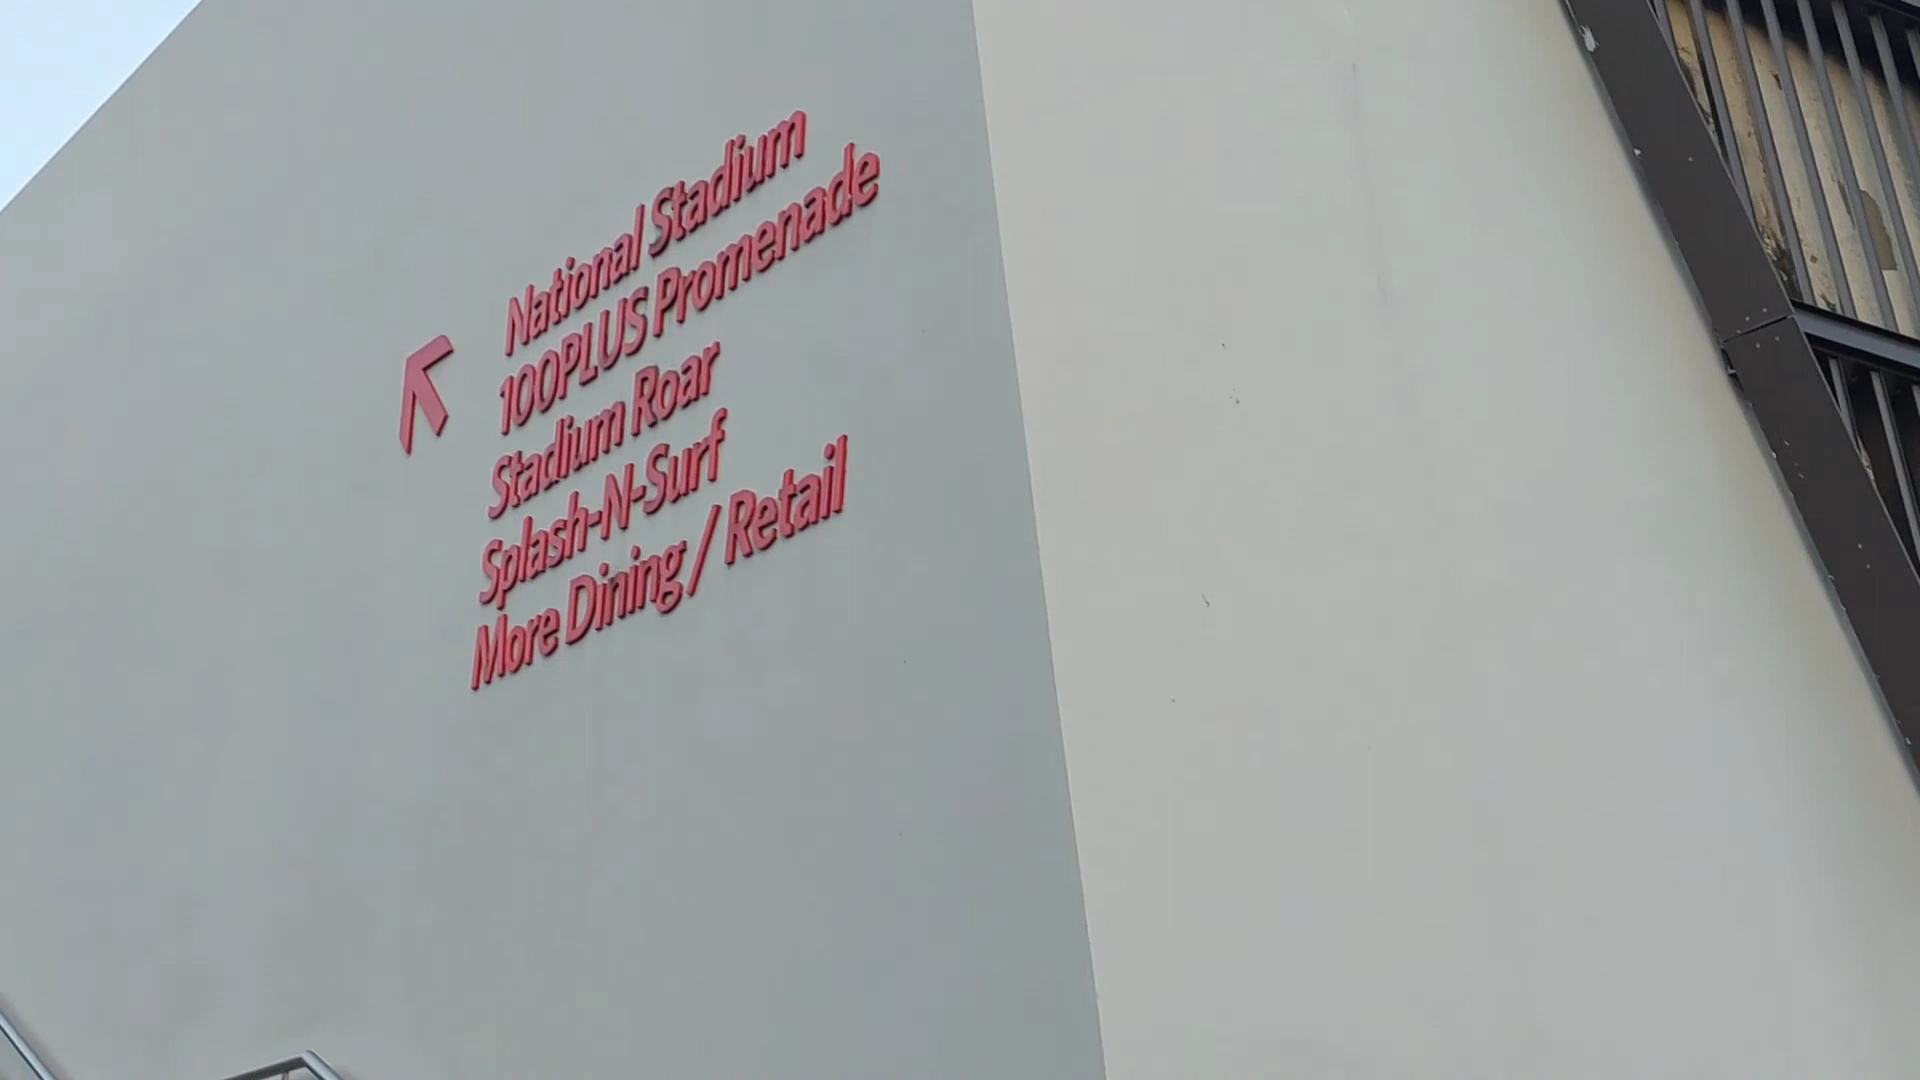 National Stadium
100PLUS Promenade
Stadium Roar
Splash-N-Surf
More Dining / Retail